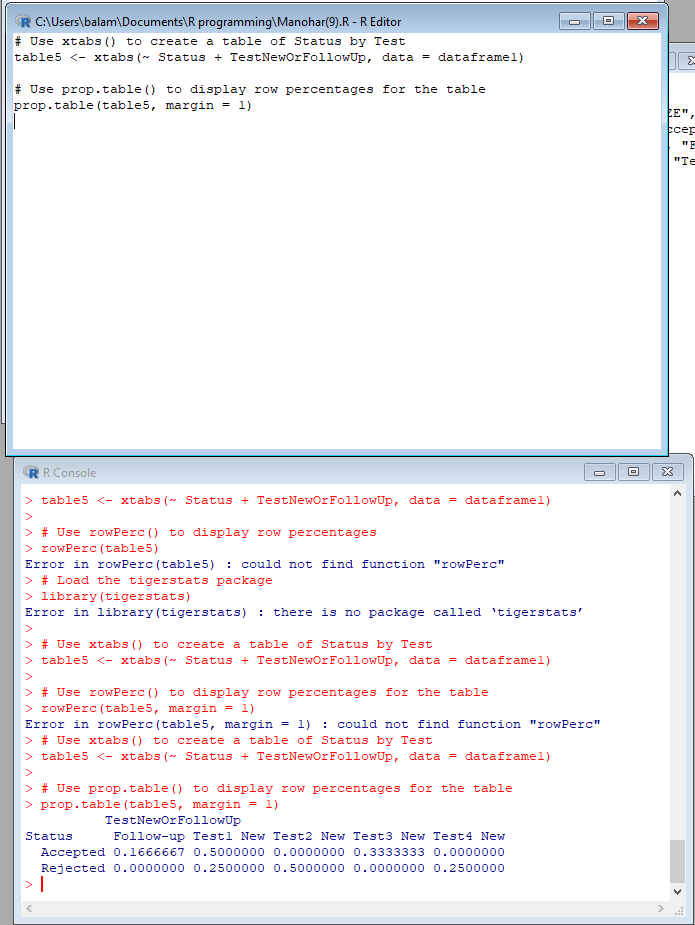 C:\Users\balam\Documents\R programming\Manohar(9).R - R Editor
# Use xtabs() to create a table of Status by Test
table5 <- xtabs(~ Status + TestNewOrFollowUp, data = dataframe1)
# Use prop.table() to display row percentages for the table
prop.table(table5, margin = 1)
R Console
> table5 <- xtabs(~ Status + TestNewOrFollowUp, data = dataframe1)
>
> # Use rowPerc() to display row percentages
> rowPerc(table5)
Error in rowPerc(table5) : could not find function "rowPerc"
> # Load the tigerstats package
> library(tigerstats)
Error in library(tigerstats) : there is no package called ‘tigerstats’
>
> # Use xtabs() to create a table of Status by Test
> table5 <- xtabs(~ Status + TestNewOrFollowUp, data = dataframe1)
>
> # Use rowPerc() to display row percentages for the table
> rowPerc(table5, margin = 1)
Error in rowPerc(table5, margin = 1) : could not find function "rowPerc"
> # Use xtabs() to create a table of Status by Test
> table5 <- xtabs(~ Status + TestNewOrFollowUp, data = dataframe1)
>
> # Use prop.table() to display row percentages for the table
> prop.table(table5, margin = 1)
          TestNewOrFollowUp
Status     Follow-up Test1 New Test2 New Test3 New Test4 New
  Accepted 0.1666667 0.5000000 0.0000000 0.3333333 0.0000000
  Rejected 0.0000000 0.2500000 0.5000000 0.0000000 0.2500000
>